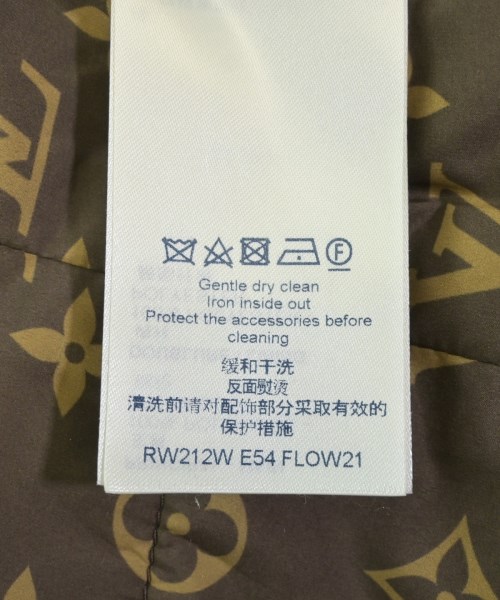 F
Gentle dry clean
Iron inside out
Protect the accessories before
cleaning
缓和干洗
反面熨烫
清洗前请对配饰部分采取有效的
保护措施
RW212W E54 FLOW21